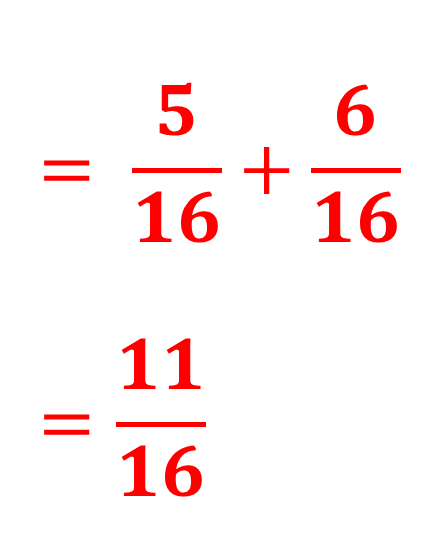 = 5/16 + 6/16
= 11/16